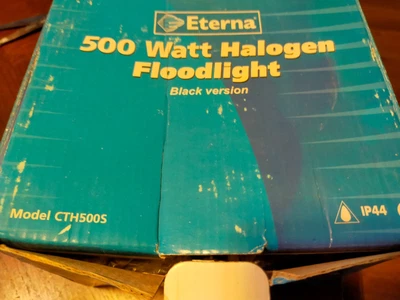 Eterna
500 Watt Halogen
Floodlight
Black version
Model CTH500S
IP44